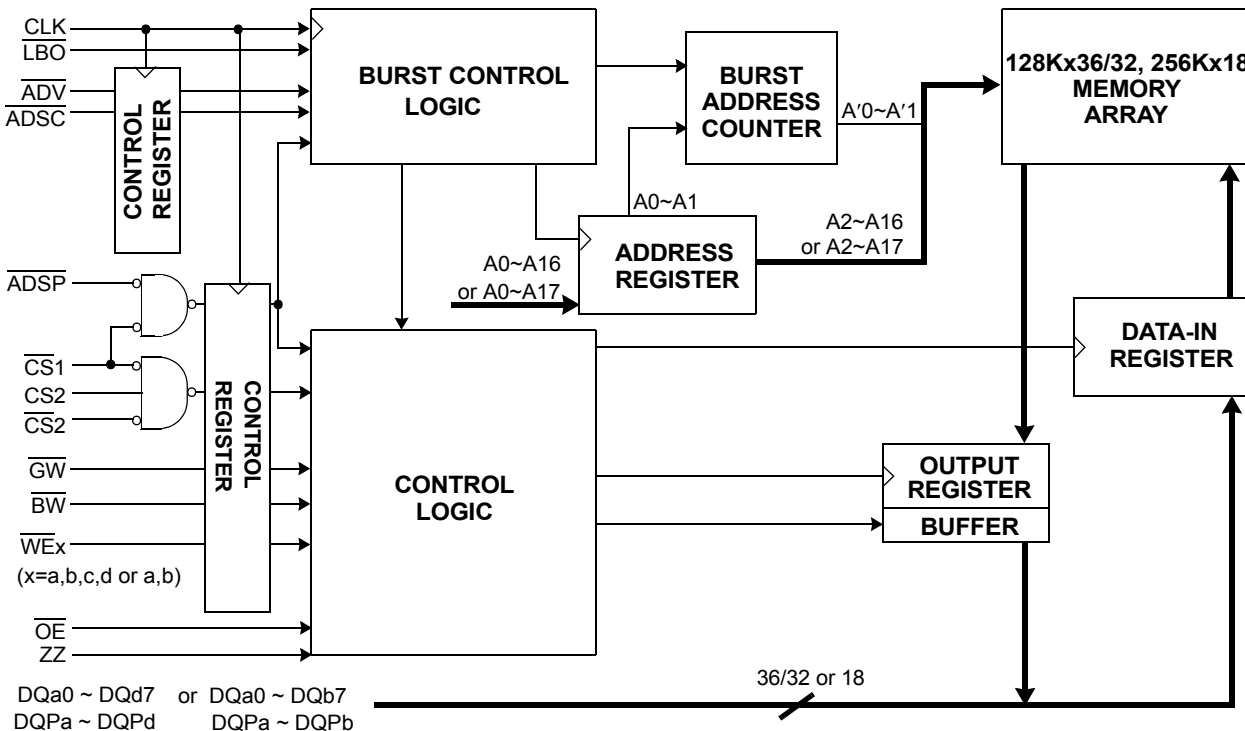 CLK
LBO
ADV
ADSC
CONTROL
REGISTER
BURST CONTROL
LOGIC
BURST
ADDRESS
COUNTER
A′0~A′1
128Kx36/32, 256Kx18
MEMORY
ARRAY
A0~A1
ADDRESS
REGISTER
A2~A16
or A2~A17
A0~A16
or A0~A17
ADSP
CS1
CS2
CS2
CONTROL
REGISTER
GW
BW
WEx
(x=a,b,c,d or a,b)
OE
ZZ
CONTROL
LOGIC
DATA-IN
REGISTER
OUTPUT
REGISTER
BUFFER
36/32 or 18
DQa0 ~ DQd7 or DQa0 ~ DQb7
DQPa ~ DQPd DQPa ~ DQPb